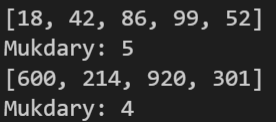 [18, 42, 86, 99, 52]
Mukdary: 5
[600, 214, 920, 301]
Mukdary: 4